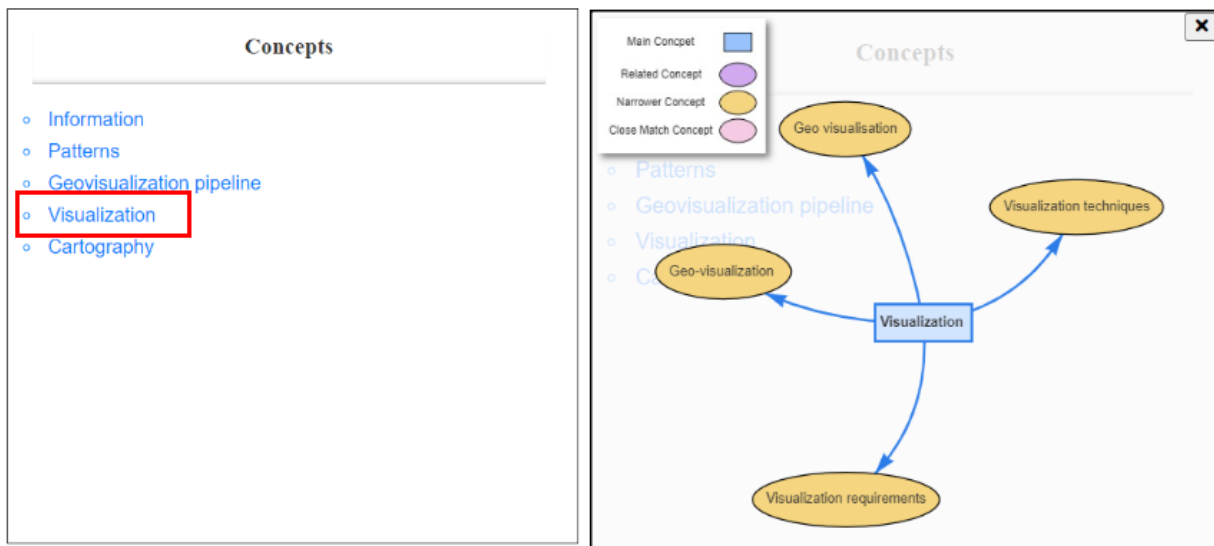 Concepts
Information
Patterns
Geovisualization pipeline
Visualization
Cartography
Main Concpet
Related Concept
Narrower Concept
Close Match Concept
Concepts
Patterns
Geovisualization pipeline
Visualization
Geo visualisation
Visualization techniques
Geo-visualization
Visualization
Visualization requirements